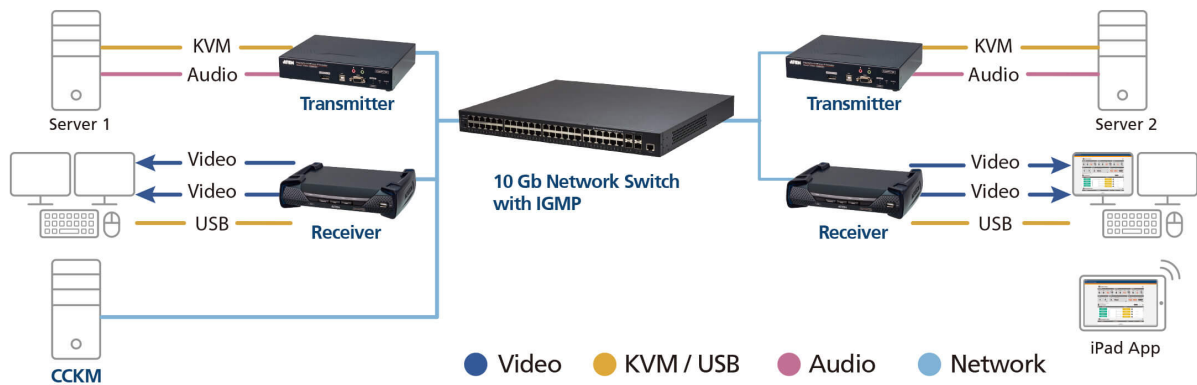 KVM
Audio
Transmitter
Server 1
Video
Video
USB
Receiver
CCKM
10 Gb Network Switch
with IGMP
KVM
Audio
Transmitter
Server 2
Video
Video
USB
Receiver
iPad App
Video
KVM / USB
Audio
Network